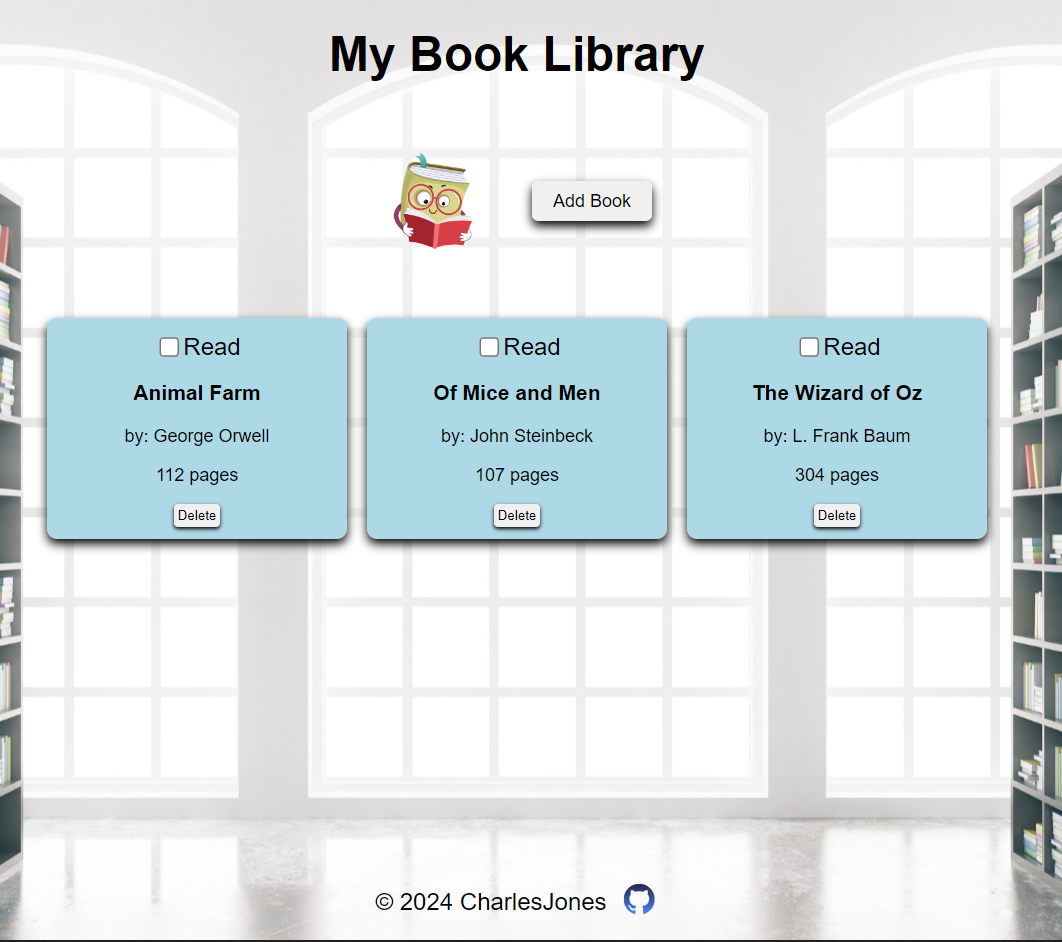 My Book Library
Add Book
Read
Animal Farm
by: George Orwell
112 pages
Delete
Read
Of Mice and Men
by: John Steinbeck
107 pages
Delete
Read
The Wizard of Oz
by: L. Frank Baum
304 pages
Delete
© 2024 CharlesJones